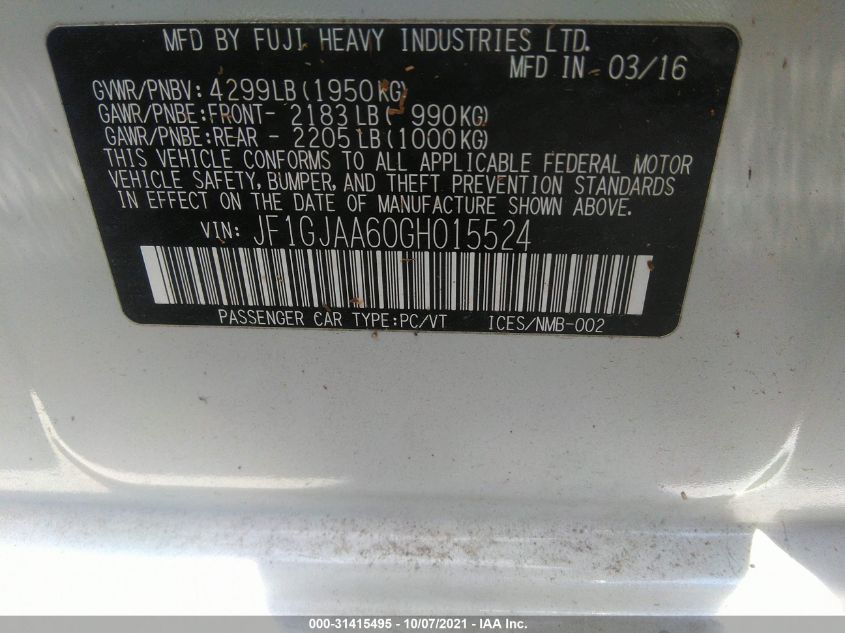 MFD BY FUJI HEAVY INDUSTRIES LTD.
MFD IN 03/16
GVWR/PNBV: 4299LB(1950KG)
GAWR/PNBE:FRONT- 2183LB( 990KG)
GAWR/PNBE:REAR - 2205LB(1000KG)
THIS VEHICLE CONFORMS TO ALL APPLICABLE FEDERAL MOTOR
VEHICLE SAFETY, BUMPER, AND THEFT PREVENTION STANDARDS
IN EFFECT ON THE DATE OF MANUFACTURE SHOWN ABOVE.
VIN: JF1GJAA60GH015524
PASSENGER CAR TYPE:PC/VT ICES/NMB-002
000-31415495 - 10/07/2021 - IAAI.COM